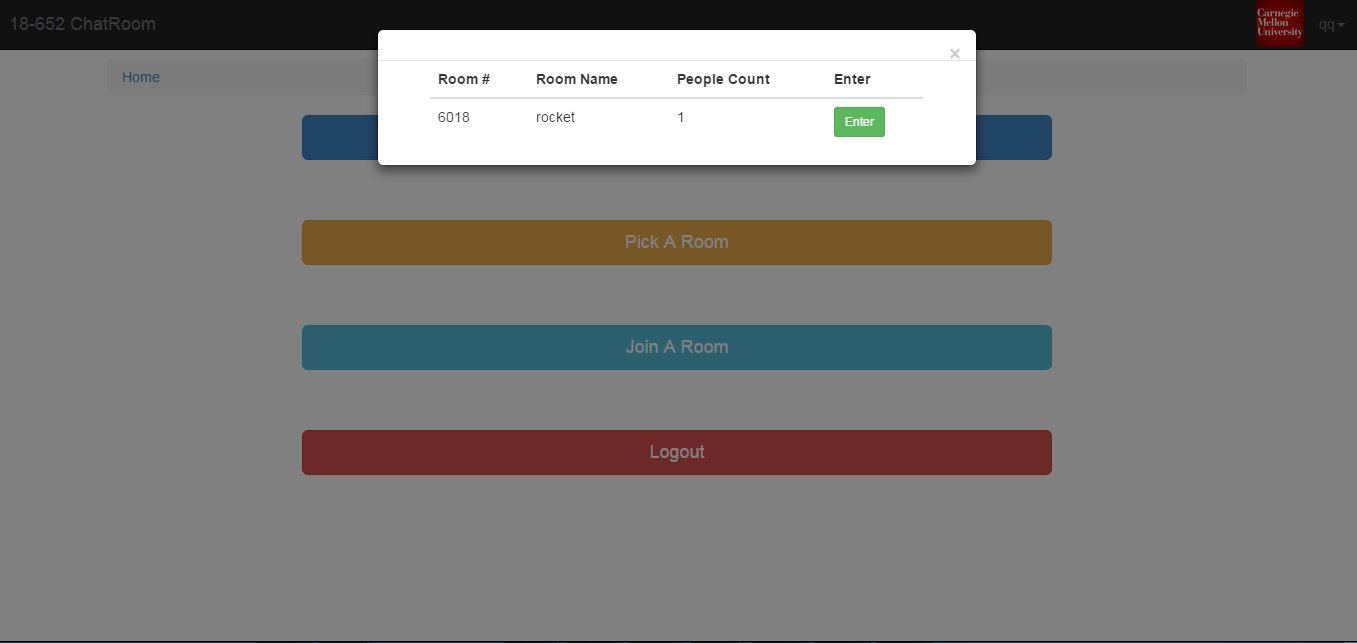 18-652 ChatRoom
Carnegie
Mellon
University
qq
×
Home
Room # Room Name People Count Enter
6018 rocket 1 Enter
Pick A Room
Join A Room
Logout